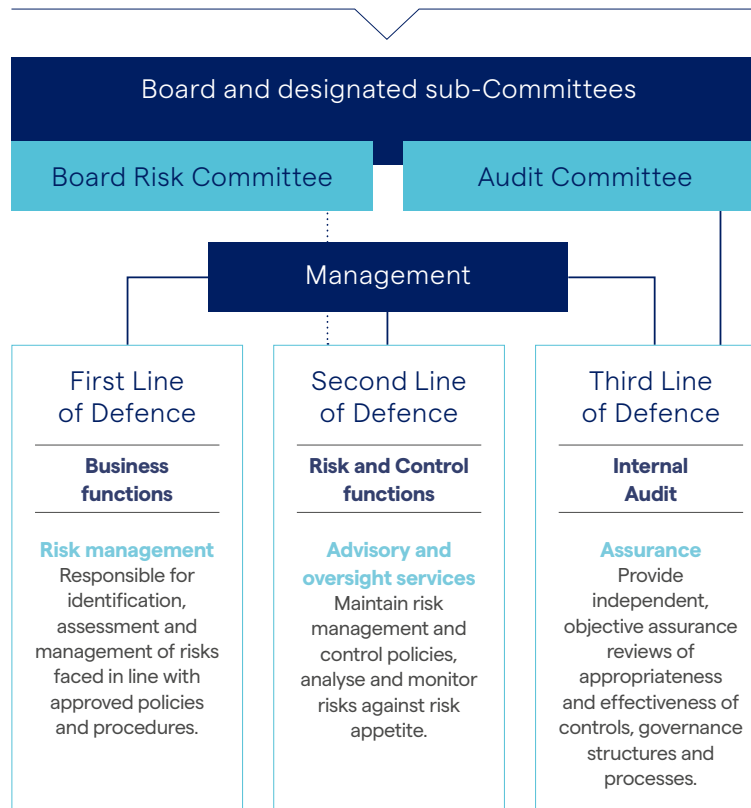 Board and designated sub-Committees
Board Risk Committee
Audit Committee
Management
First Line
of Defence
Business
functions
Risk management
Responsible for
identification,
assessment and
management of risks
faced in line with
approved policies
and procedures.
Second Line
of Defence
Risk and Control
functions
Advisory and
oversight services
Maintain risk
management and
control policies,
analyse and monitor
risks against risk
appetite.
Third Line
of Defence
Internal
Audit
Assurance
Provide
independent,
objective assurance
reviews of
appropriateness
and effectiveness of
controls, governance
structures and
processes.